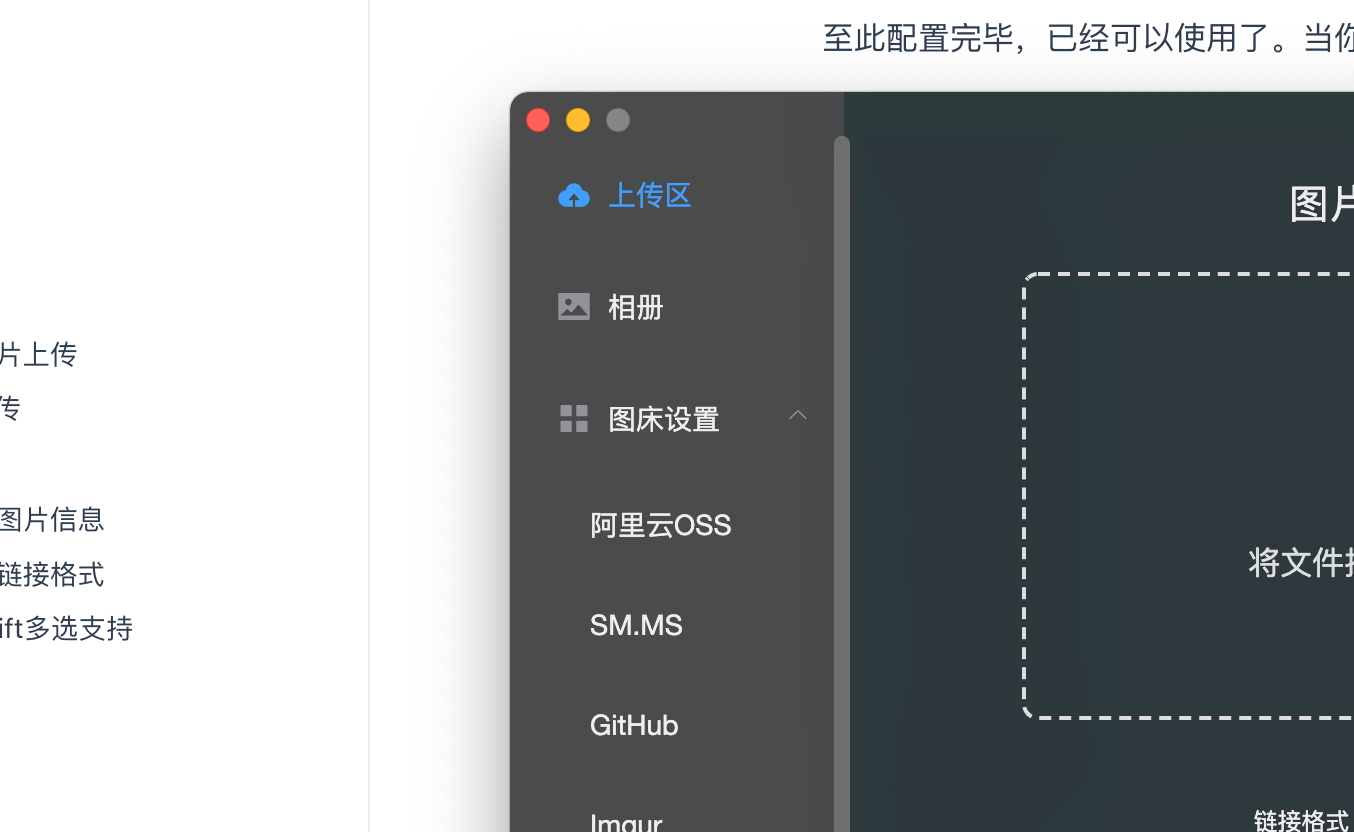 至此配置完毕，已经可以使用了。当你
片上传
传
图片信息
链接格式
ift多选支持
上传区
相册
图床设置
阿里云OSS
SM.MS
GitHub
Imgur
图片
将文件拖
链接格式